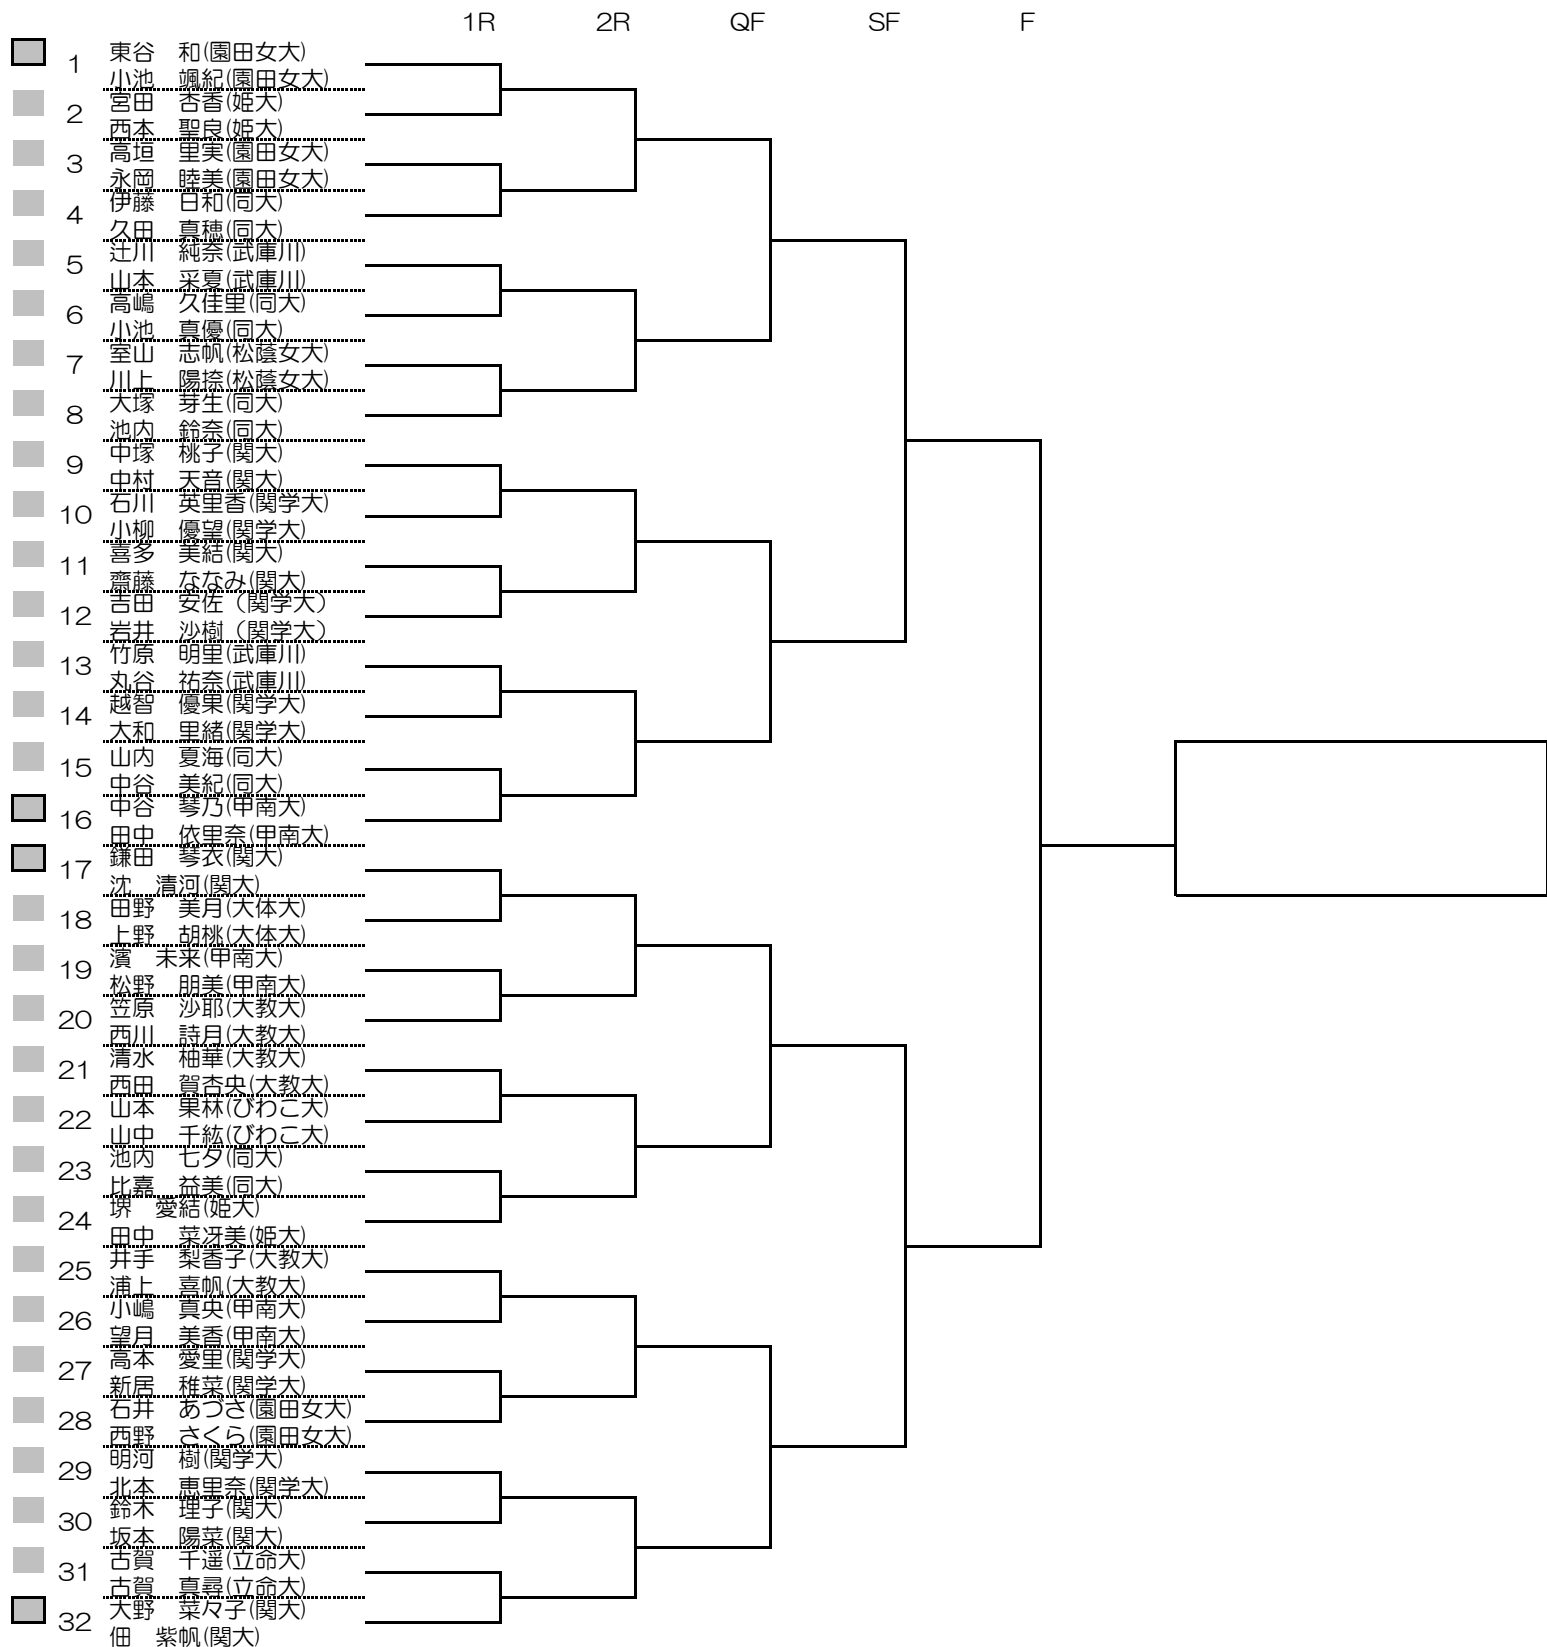 1R 2R QF SF F
1 東谷　和(園田女大)
小池　颯紀(園田女大)
2 宮田　杏香(姫大)
西本　聖良(姫大)
3 高垣　里実(園田女大)
永岡　睦美(園田女大)
4 伊藤　日和(同大)
久田　真穂(同大)
5 辻川　純奈(武庫川)
山本　采夏(武庫川)
6 高嶋　久佳里(同大)
小池　真優(同大)
7 室山　志帆(松蔭女大)
川上　陽捺(松蔭女大)
8 大塚　芽生(同大)
池内　鈴奈(同大)
9 中塚　桃子(関大)
中村　天音(関大)
10 石川　英里香(関学大)
小柳　優望(関学大)
11 喜多　美結(関大)
齋藤　ななみ(関大)
12 吉田　安佐（関学大）
岩井　沙樹（関学大）
13 竹原　明里(武庫川)
丸谷　祐奈(武庫川)
14 越智　優果(関学大)
大和　里緒(関学大)
15 山内　夏海(同大)
中谷　美紀(同大)
16 中谷　琴乃(甲南大)
田中　依里奈(甲南大)
17 鎌田　琴衣(関大)
沈　清河(関大)
18 田野　美月(大体大)
上野　胡桃(大体大)
19 濱　未来(甲南大)
松野　朋美(甲南大)
20 笠原　沙耶(大教大)
西川　詩月(大教大)
21 清水　柚華(大教大)
西田　賀杏央(大教大)
22 山本　果林(びわこ大)
山中　千紘(びわこ大)
23 池内　七夕(同大)
比嘉　益美(同大)
24 堺　愛結(姫大)
田中　菜冴美(姫大)
25 井手　梨香子(大教大)
浦上　喜帆(大教大)
26 小嶋　真央(甲南大)
望月　美香(甲南大)
27 高本　愛里(関学大)
新居　稚菜(関学大)
28 石井　あづさ(園田女大)
西野　さくら(園田女大)
29 明河　樹(関学大)
北本　恵里奈(関学大)
30 鈴木　理子(関大)
坂本　陽菜(関大)
31 古賀　千遥(立命大)
古賀　真尋(立命大)
32 大野　菜々子(関大)
佃　紫帆(関大)